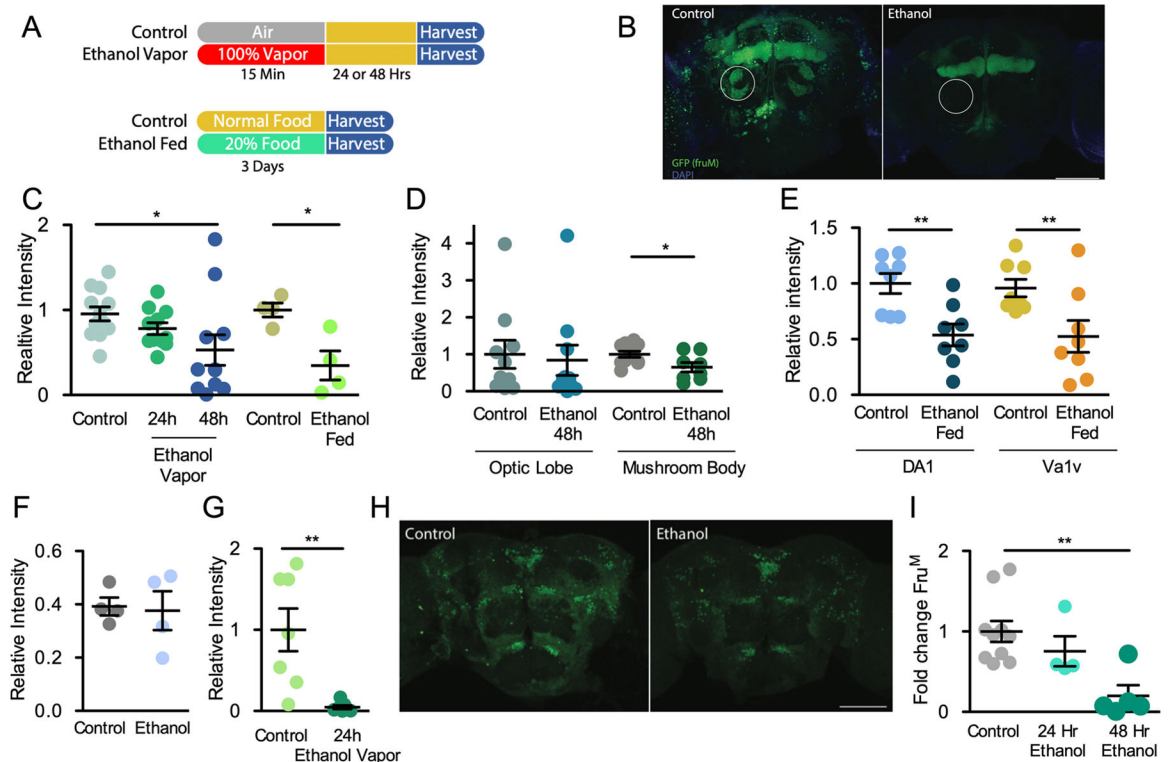 A
Control Air Harvest
Ethanol Vapor 100% Vapor Harvest
15 Min 24 or 48 Hrs
Control Normal Food Harvest
Ethanol Fed 20% Food Harvest
3 Days
B
Control Ethanol
GFP (fruM)
DAPI
C
Realtive Intensity
2
1
0
* *
Control 24h 48h Control Ethanol
Fed
Ethanol
Vapor
D
Relative Intensity
4
3
2
1
0
*
Control Ethanol Control Ethanol
48h 48h
Optic Lobe Mushroom Body
E
Relative intensity
1.5
1.0
0.5
0.0
** **
Control Ethanol Control Ethanol
Fed Fed
DA1 Va1v
F
Relative Intensity
0.6
0.4
0.2
0.0
Control Ethanol
G
Relative Intensity
2
1
0
**
Control 24h
Ethanol Vapor
H
Control Ethanol
I
Fold change Fruᴹ
2
1
0
**
Control 24 Hr 48 Hr
Ethanol Ethanol